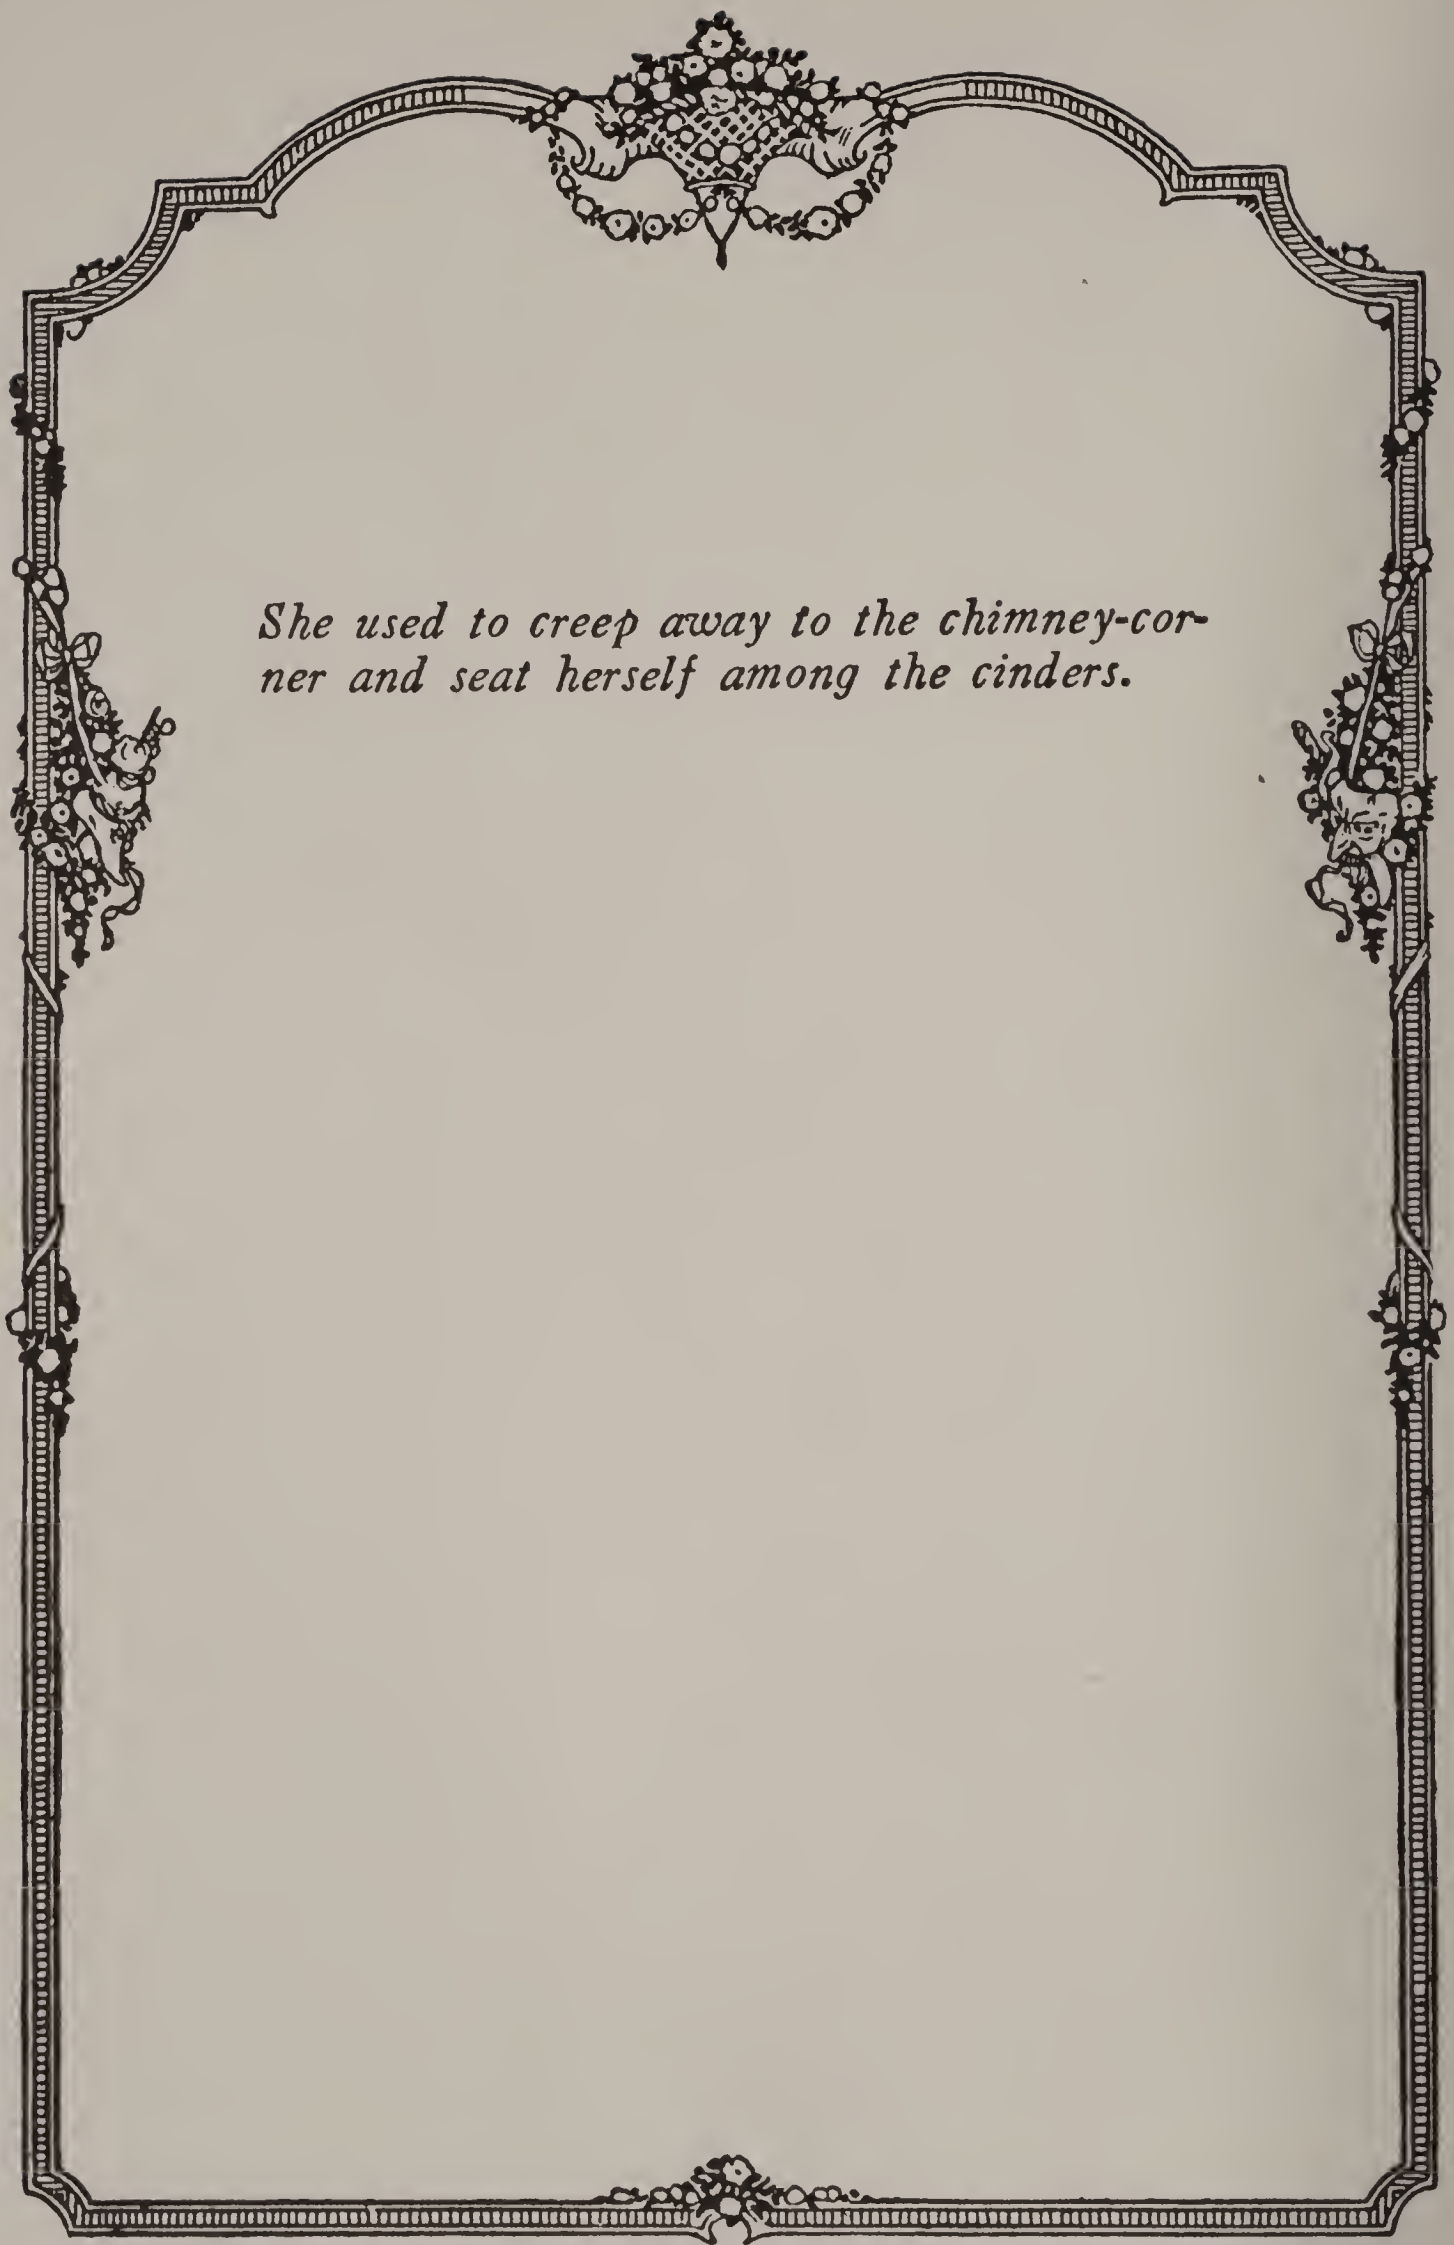 She used to creep away to the chimney-cor-
ner and seat herself among the cinders.